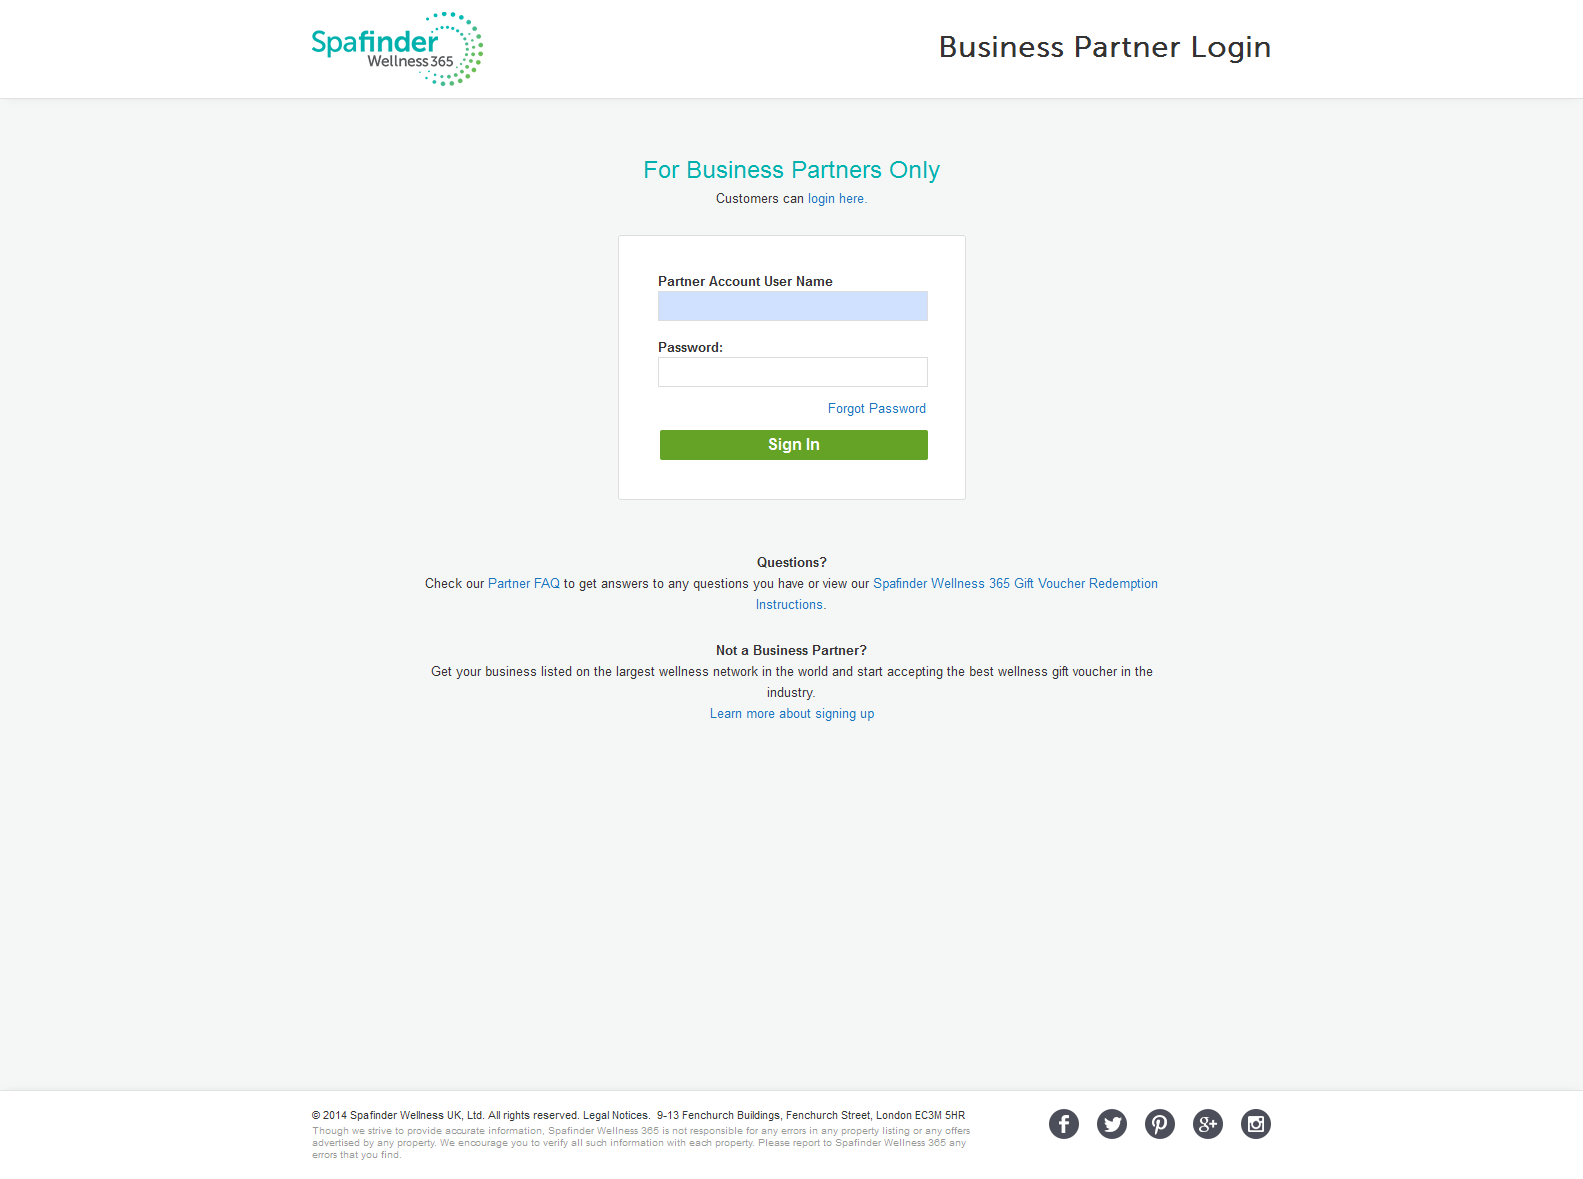 Spafinder
Wellness365
Business Partner Login
For Business Partners Only
Customers can login here.
Partner Account User Name
Password:
Forgot Password
Sign In
Questions?
Check our Partner FAQ to get answers to any questions you have or view our Spafinder Wellness 365 Gift Voucher Redemption
Instructions.
Not a Business Partner?
Get your business listed on the largest wellness network in the world and start accepting the best wellness gift voucher in the
industry.
Learn more about signing up
© 2014 Spafinder Wellness UK, Ltd. All rights reserved. Legal Notices.  9-13 Fenchurch Buildings, Fenchurch Street, London EC3M 5HR
Though we strive to provide accurate information, Spafinder Wellness 365 is not responsible for any errors in any property listing or any offers
advertised by any property. We encourage you to verify all such information with each property. Please report to Spafinder Wellness 365 any
errors that you find.